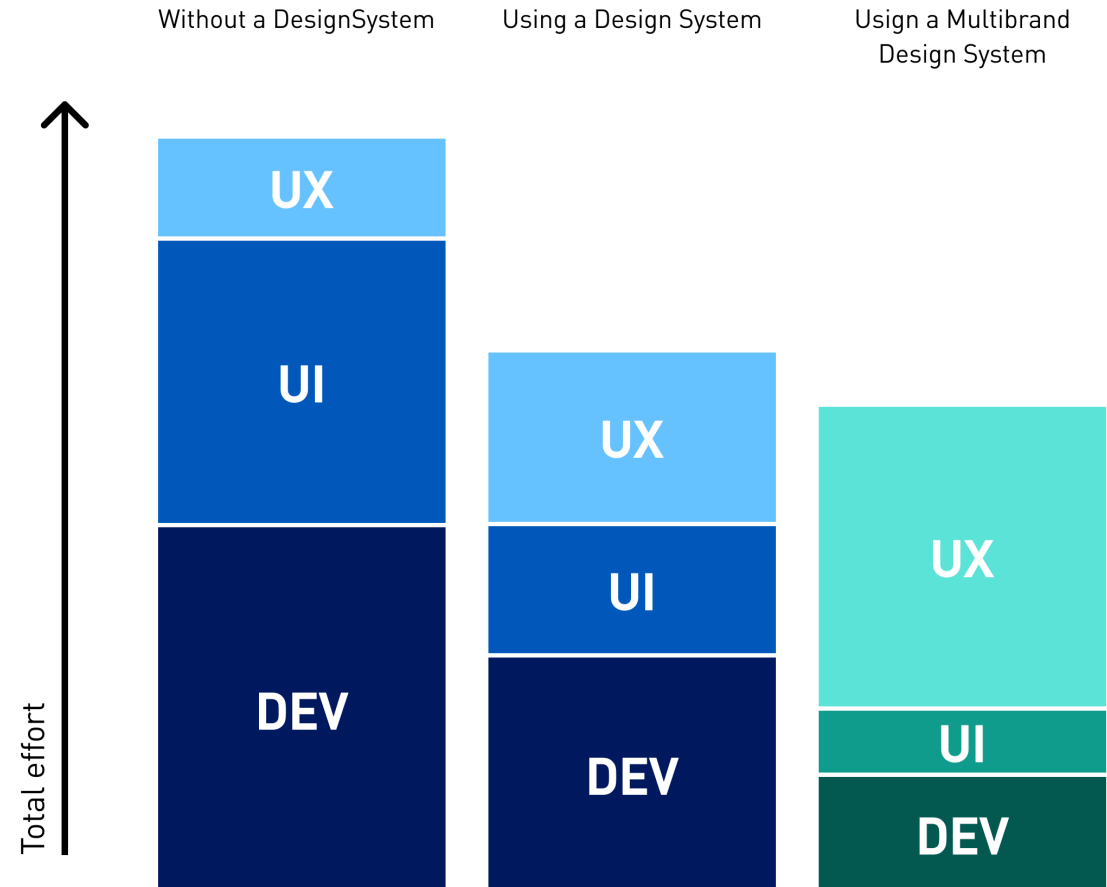 Without a DesignSystem
Using a Design System
Usign a Multibrand
Design System
UX
UI
DEV
UX
UI
DEV
UX
UI
DEV
Total effort